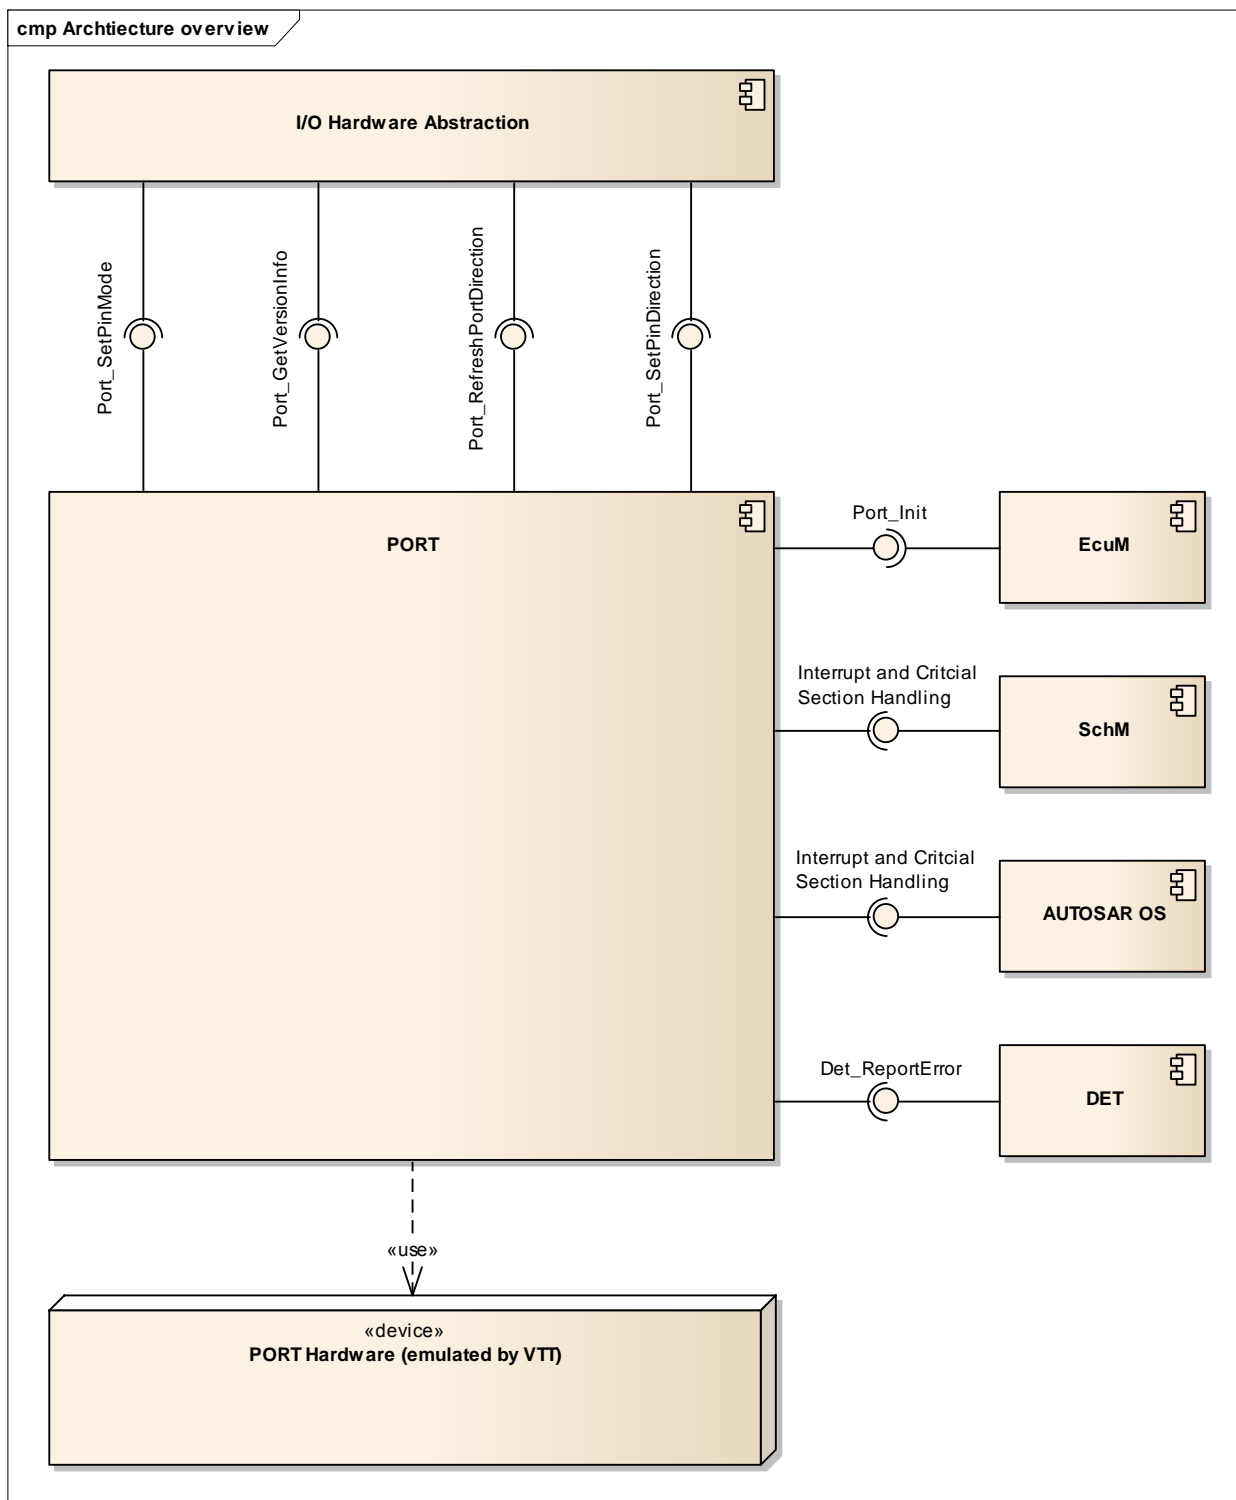 cmp Archtiecture overview
I/O Hardware Abstraction
Port_SetPinMode
Port_GetVersionInfo
Port_RefreshPortDirection
Port_SetPinDirection
PORT
Port_Init
EcuM
Interrupt and Critcial
Section Handling
SchM
Interrupt and Critcial
Section Handling
AUTOSAR OS
Det_ReportError
DET
«use»
«device»
PORT Hardware (emulated by VTT)